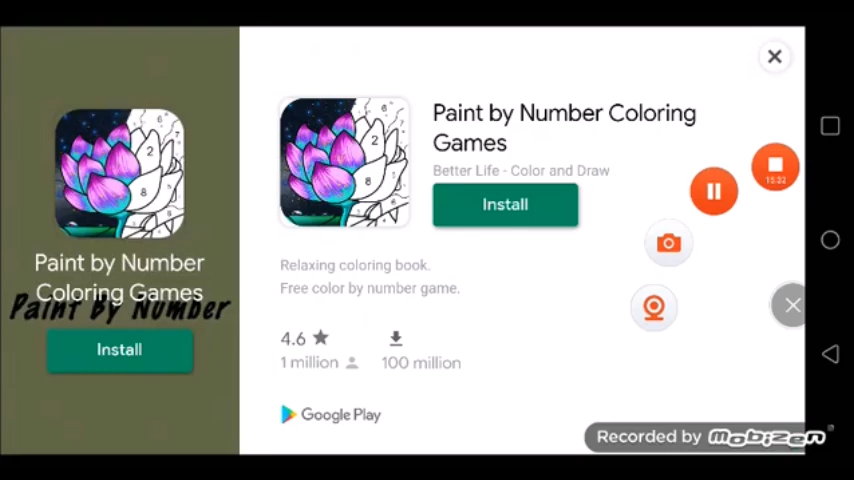 Paint by Number
Coloring Games
Paint by Number
Install
Paint by Number Coloring
Games
Better Life - Color and Draw
Install
Relaxing coloring book.
Free color by number game.
4.6 ★
1 million
100 million
Google Play
15:32
Recorded by Mobizen